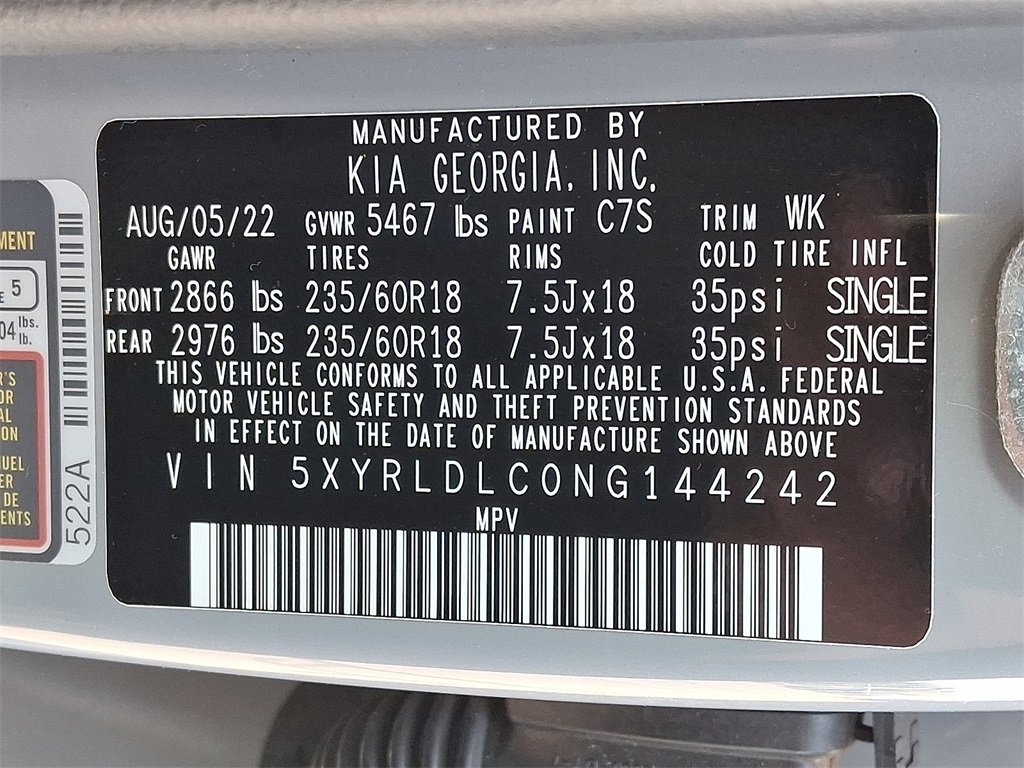 MANUFACTURED BY
KIA GEORGIA, INC.
AUG/05/22 GVWR 5467 lbs PAINT C7S TRIM WK
GAWR TIRES RIMS COLD TIRE INFL
FRONT 2866 lbs 235/60R18 7.5Jx18 35psi SINGLE
REAR 2976 lbs 235/60R18 7.5Jx18 35psi SINGLE
THIS VEHICLE CONFORMS TO ALL APPLICABLE U.S.A. FEDERAL
MOTOR VEHICLE SAFETY AND THEFT PREVENTION STANDARDS
IN EFFECT ON THE DATE OF MANUFACTURE SHOWN ABOVE
VIN 5XYRLDLC0NG144242
MPV
5
lbs.
lb.
522A